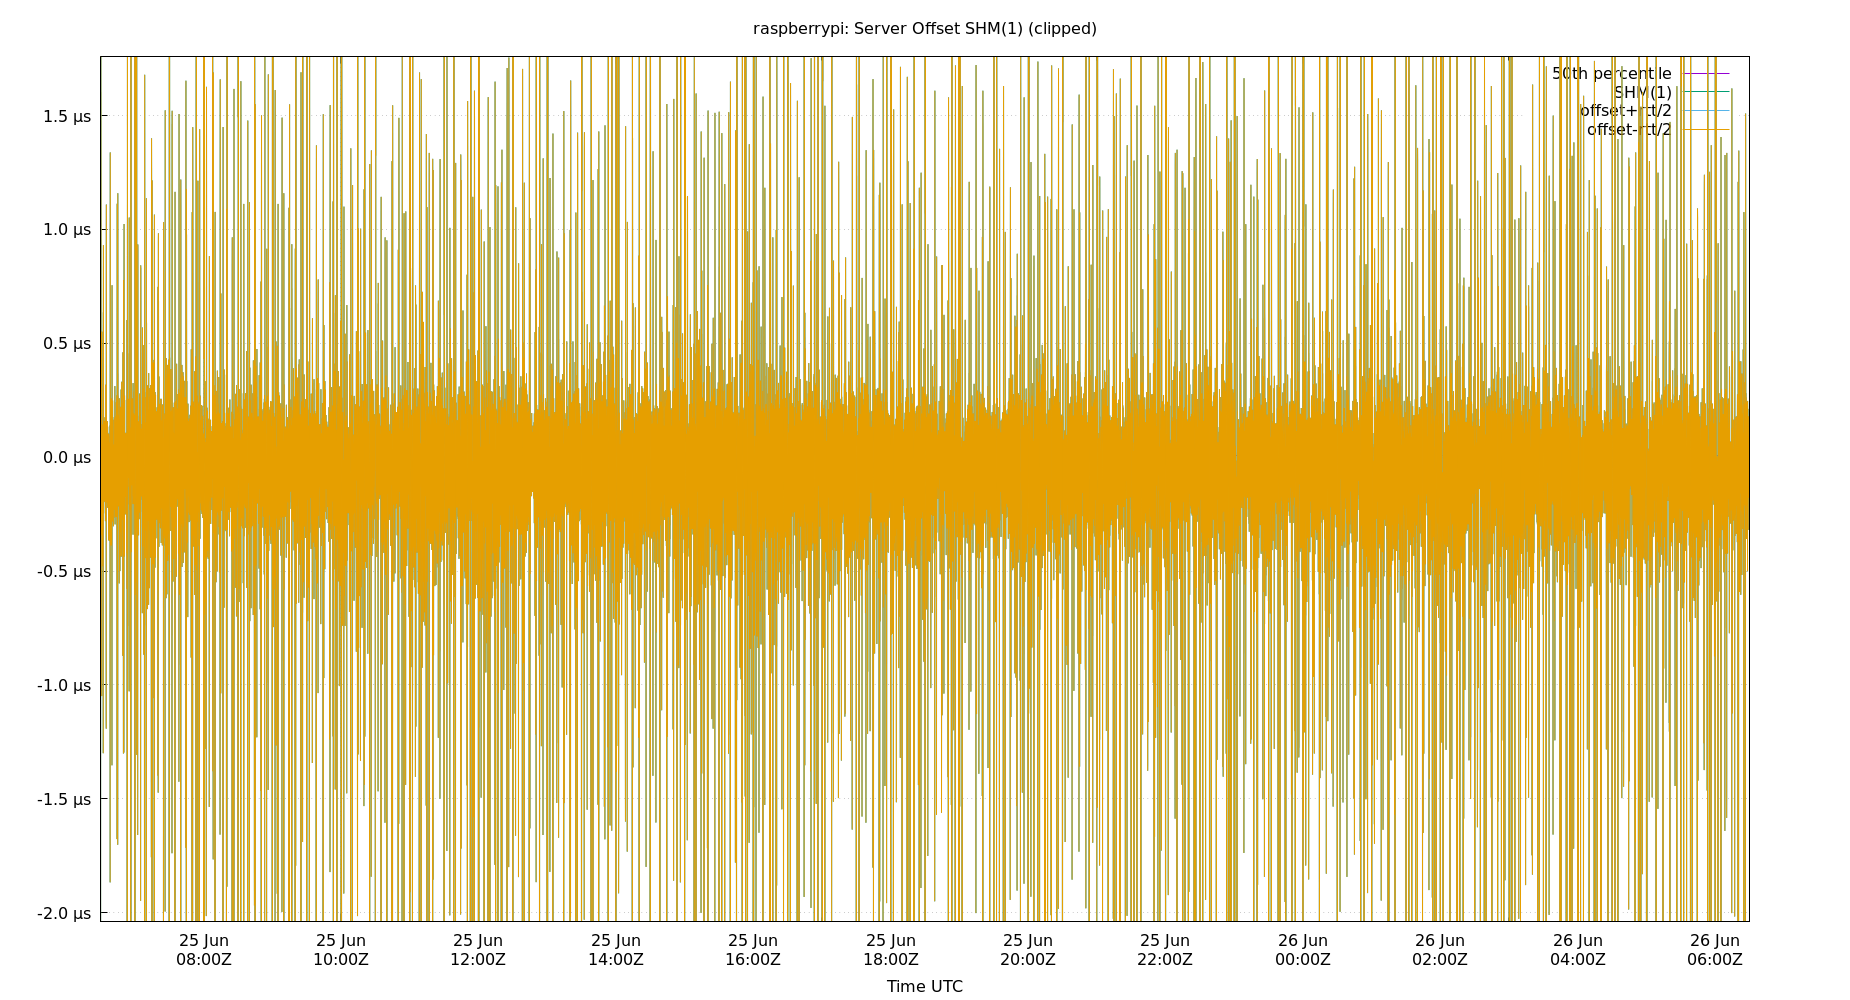 raspberrypi: Server Offset SHM(1) (clipped)
50th percentile
SHM(1)
offset+rtt/2
offset-rtt/2
1.5 µs
1.0 µs
0.5 µs
0.0 µs
-0.5 µs
-1.0 µs
-1.5 µs
-2.0 µs
25 Jun 25 Jun 25 Jun 25 Jun 25 Jun 25 Jun 25 Jun 25 Jun 26 Jun 26 Jun 26 Jun 26 Jun
08:00Z 10:00Z 12:00Z 14:00Z 16:00Z 18:00Z 20:00Z 22:00Z 00:00Z 02:00Z 04:00Z 06:00Z
Time UTC